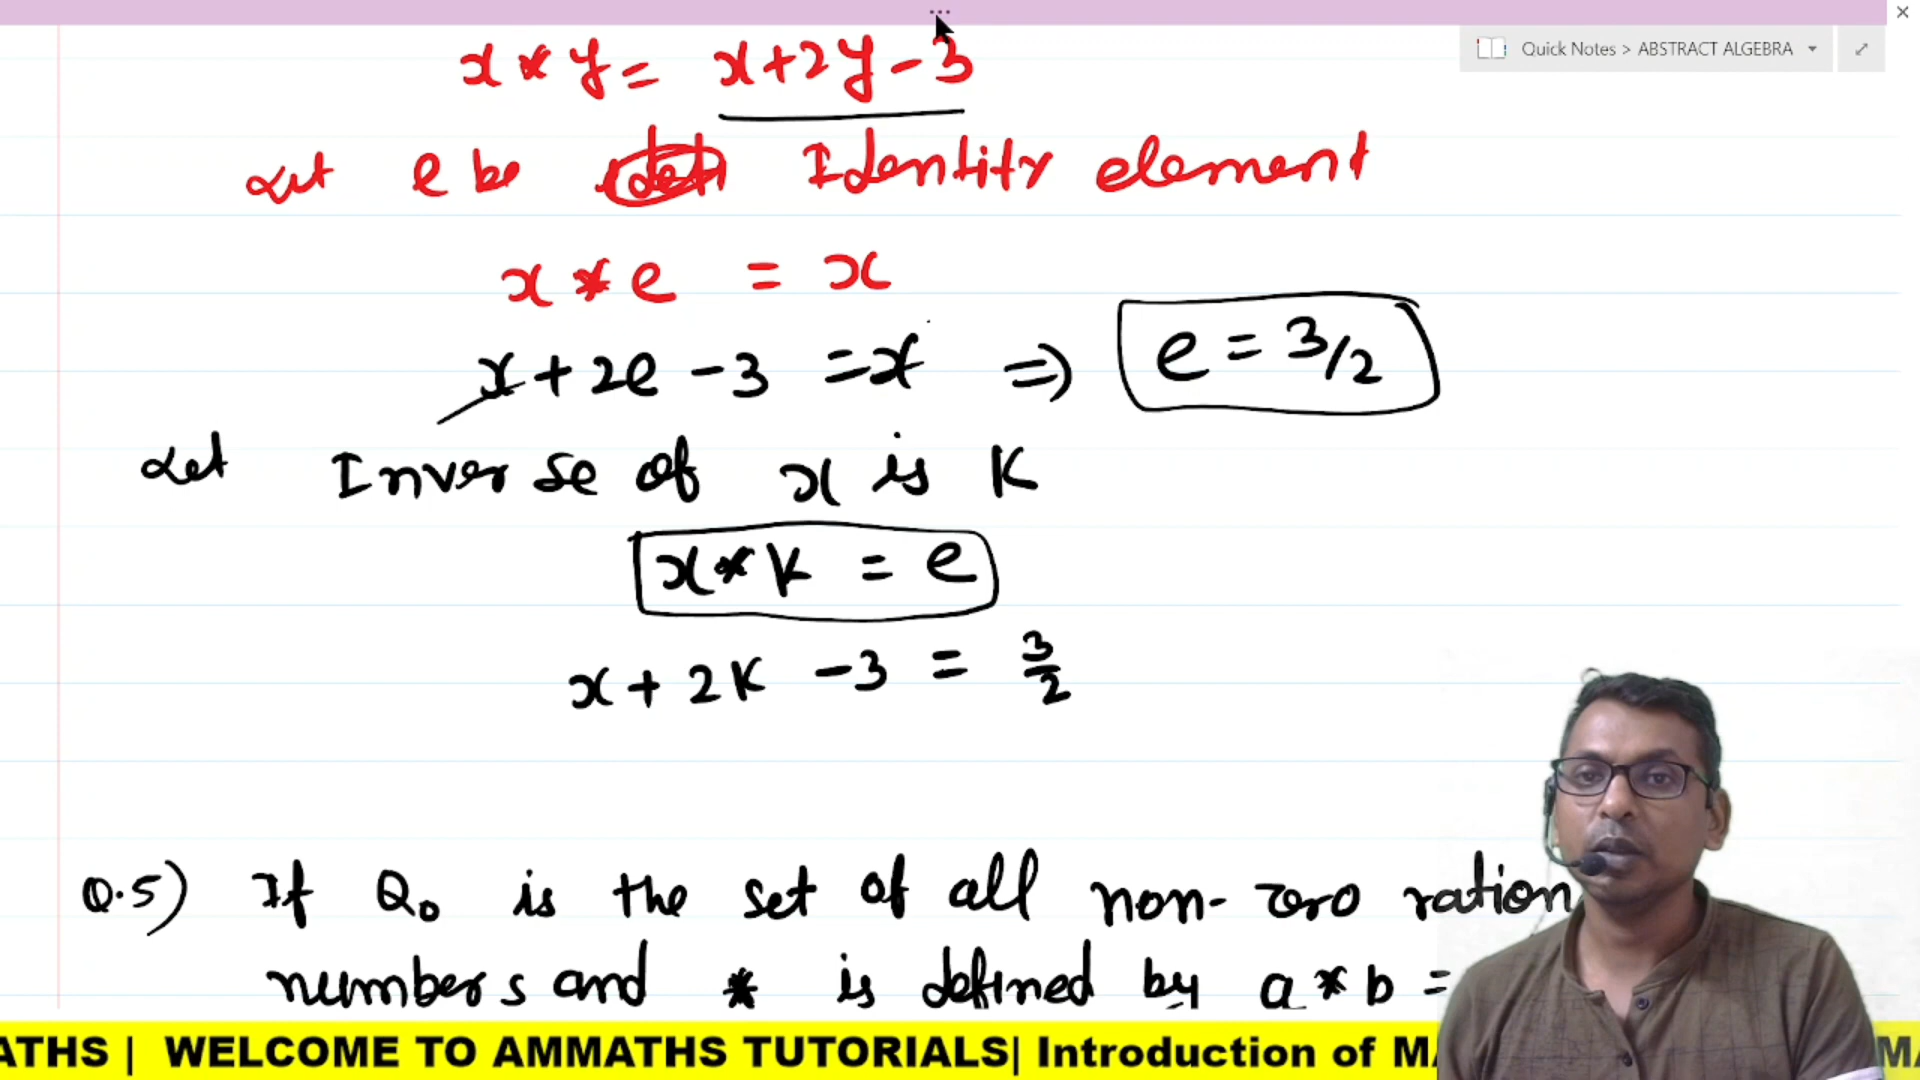 Quick Notes > ABSTRACT ALGEBRA
x * y = x+2y-3
Let e be Identity element
x * e = x
x + 2e - 3 = x ⇒ e = 3/2
Let Inverse of x is K
x * K = e
x + 2K - 3 = 3/2
Q.5) If Q₀ is the set of all non-zero ration
numbers and * is defined by a * b =
ATHS | WELCOME TO AMMATHS TUTORIALS| Introduction of M